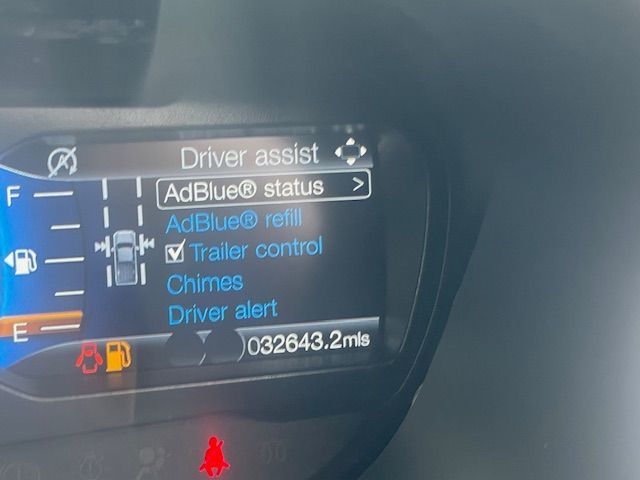 Driver assist
F
AdBlue® status >
AdBlue® refill
Trailer control
Chimes
Driver alert
E
032643.2mls